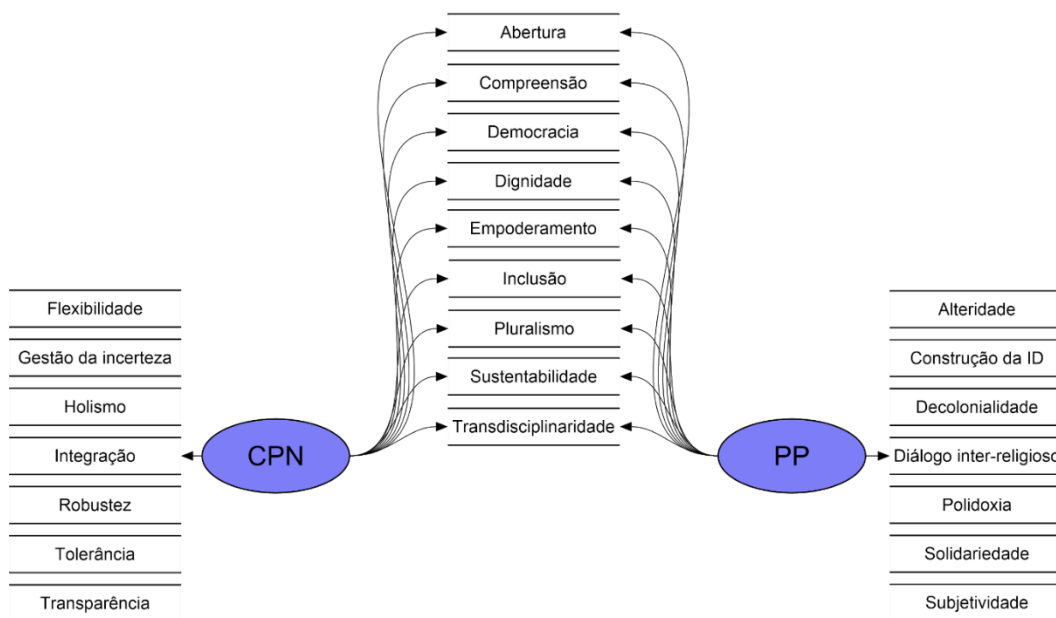 Abertura
Compreensão
Democracia
Dignidade
Empoderamento
Inclusão
Pluralismo
Sustentabilidade
Transdisciplinaridade
Flexibilidade
Gestão da incerteza
Holismo
Integração
Robustez
Tolerância
Transparência
CPN
PP
Alteridade
Construção da ID
Decolonialidade
Diálogo inter-religioso
Polidoxia
Solidariedade
Subjetividade